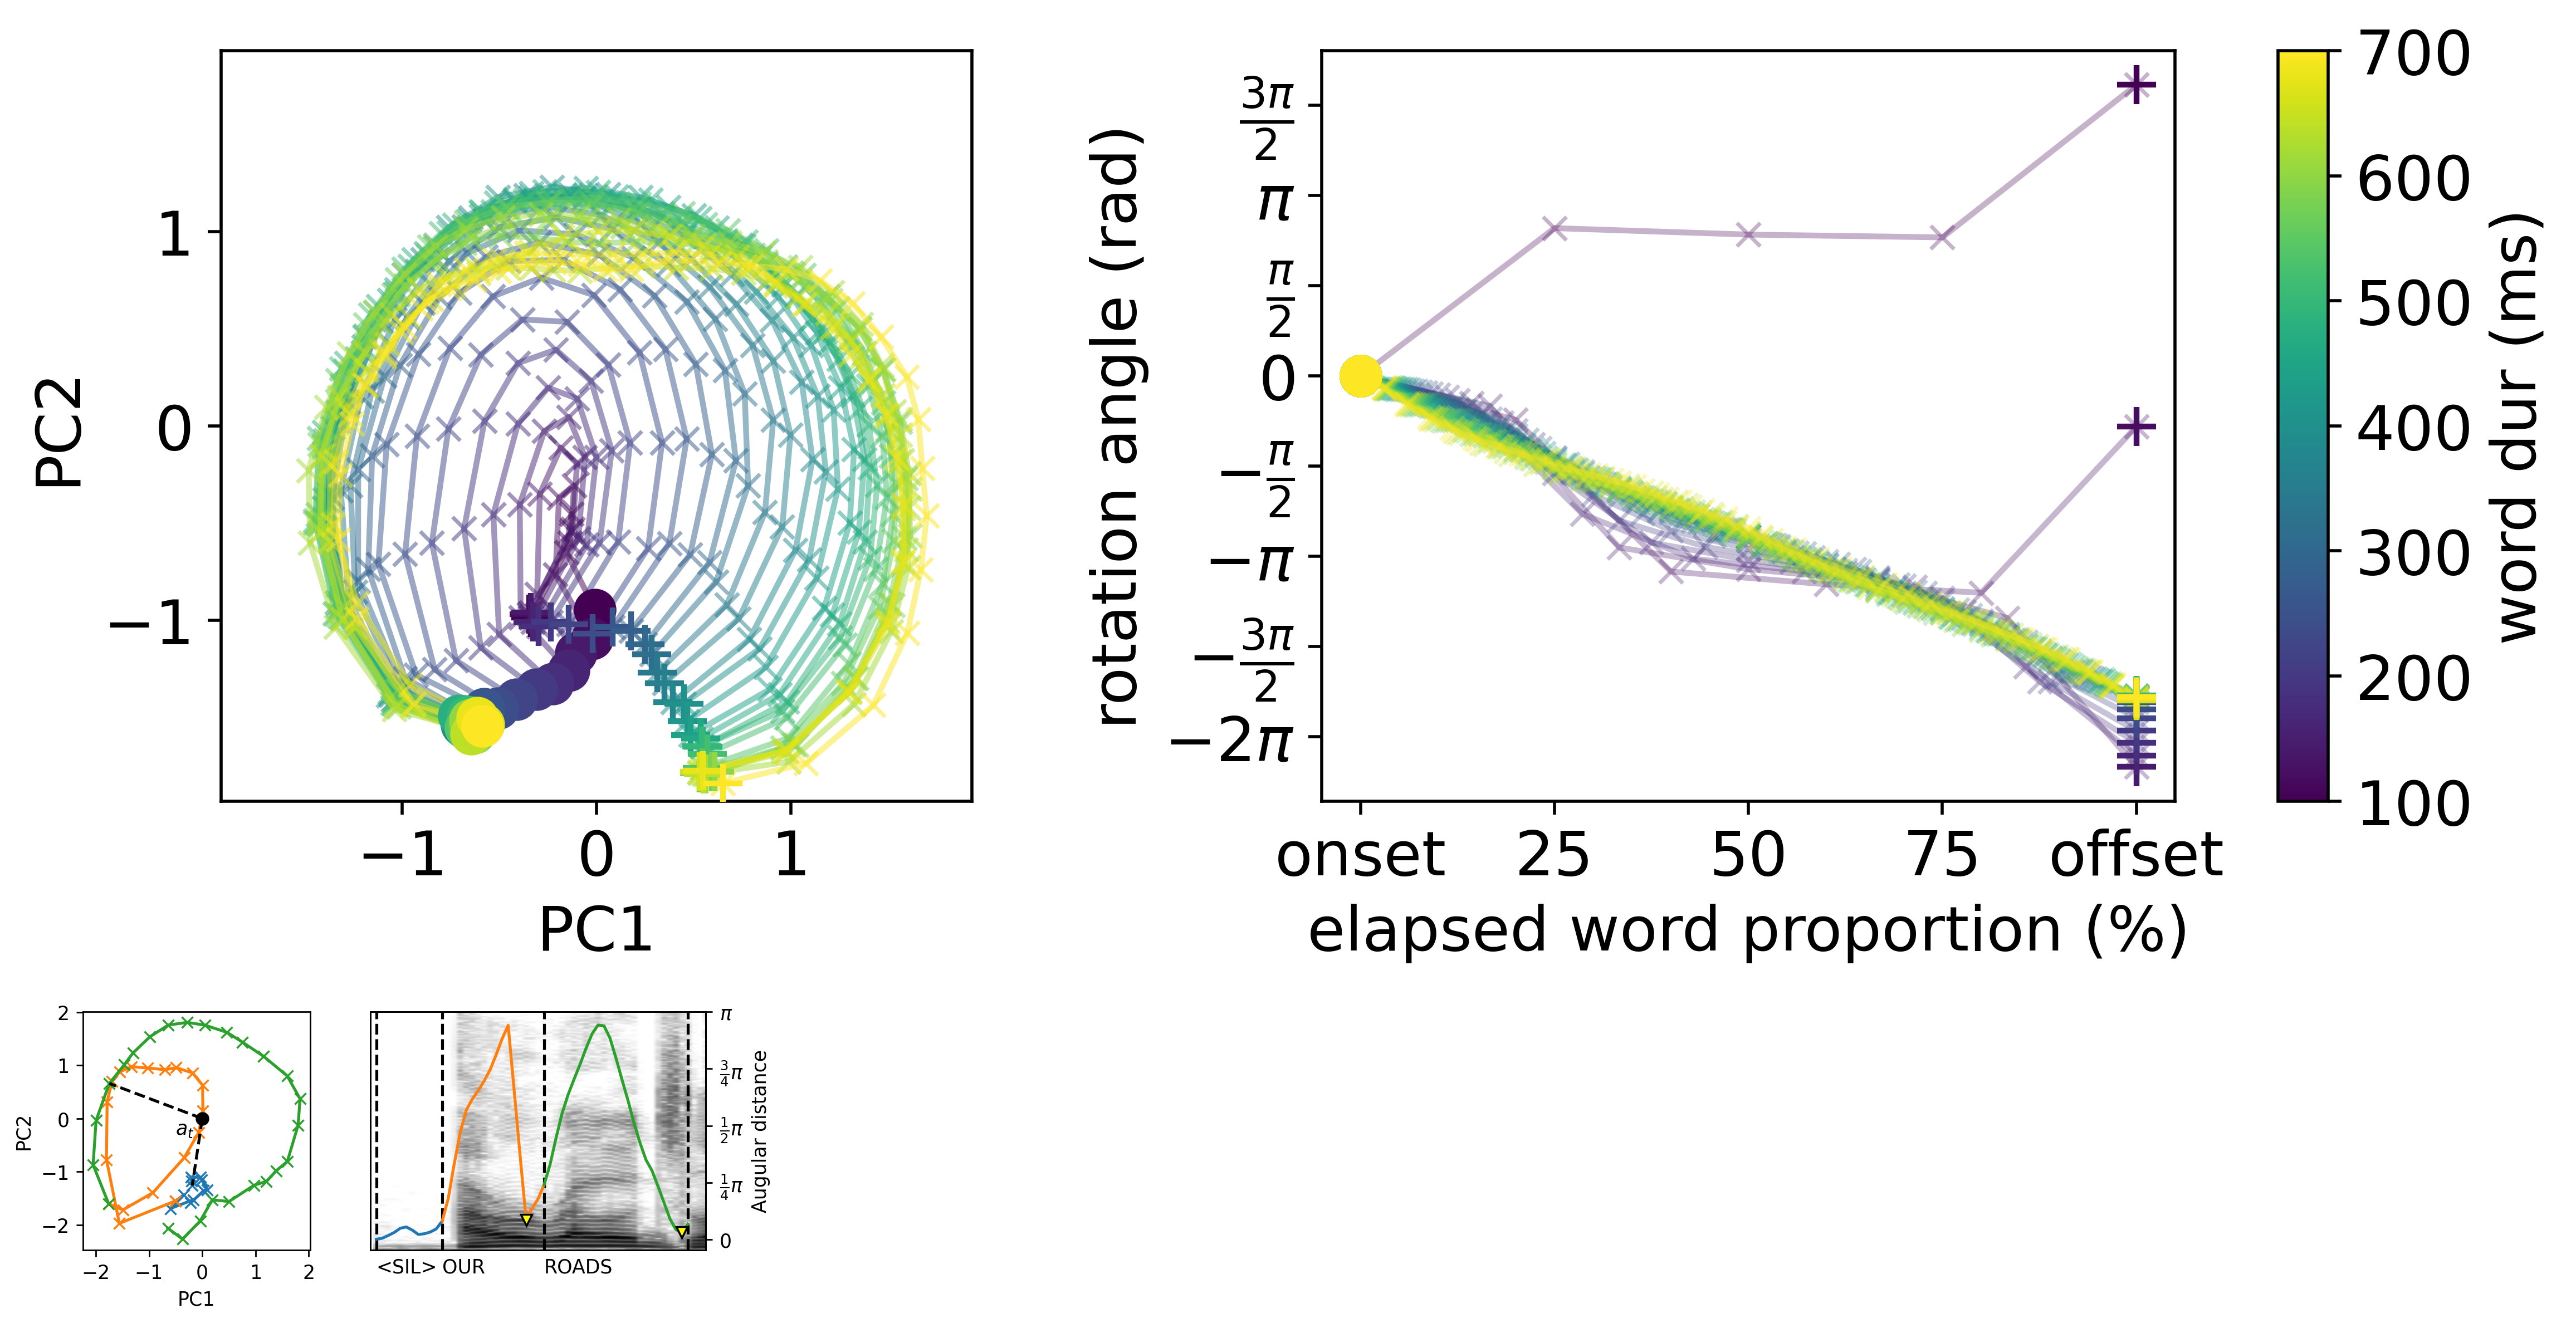 PC2
1
0
−1
−1 0 1
PC1
rotation angle (rad)
3π/2
π
π/2
0
−π/2
−π
−3π/2
−2π
onset 25 50 75 offset
elapsed word proportion (%)
700
600
500
400
300
200
100
word dur (ms)
PC2
2
1
0
−1
−2
a_t
−2 −1 0 1 2
PC1
π
3/4 π
1/2 π
1/4 π
0
Augular distance
<SIL> OUR ROADS